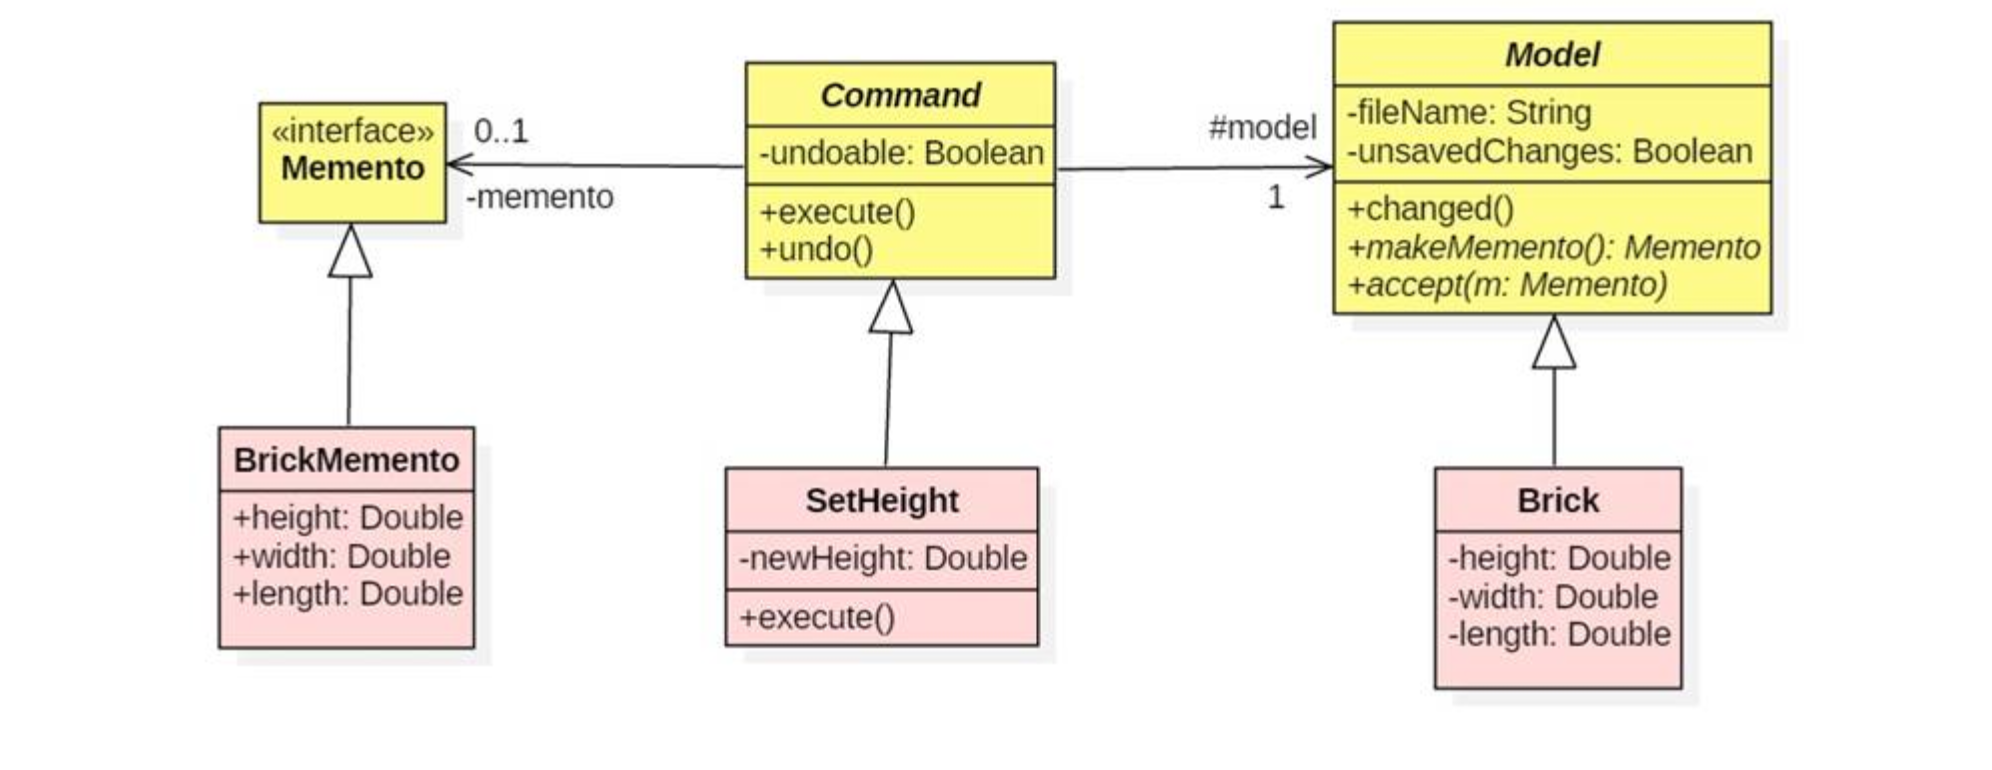 «interface»
Memento
0..1
-memento
Command
-undoable: Boolean
+execute()
+undo()
#model
1
Model
-fileName: String
-unsavedChanges: Boolean
+changed()
+makeMemento(): Memento
+accept(m: Memento)
BrickMemento
+height: Double
+width: Double
+length: Double
SetHeight
-newHeight: Double
+execute()
Brick
-height: Double
-width: Double
-length: Double